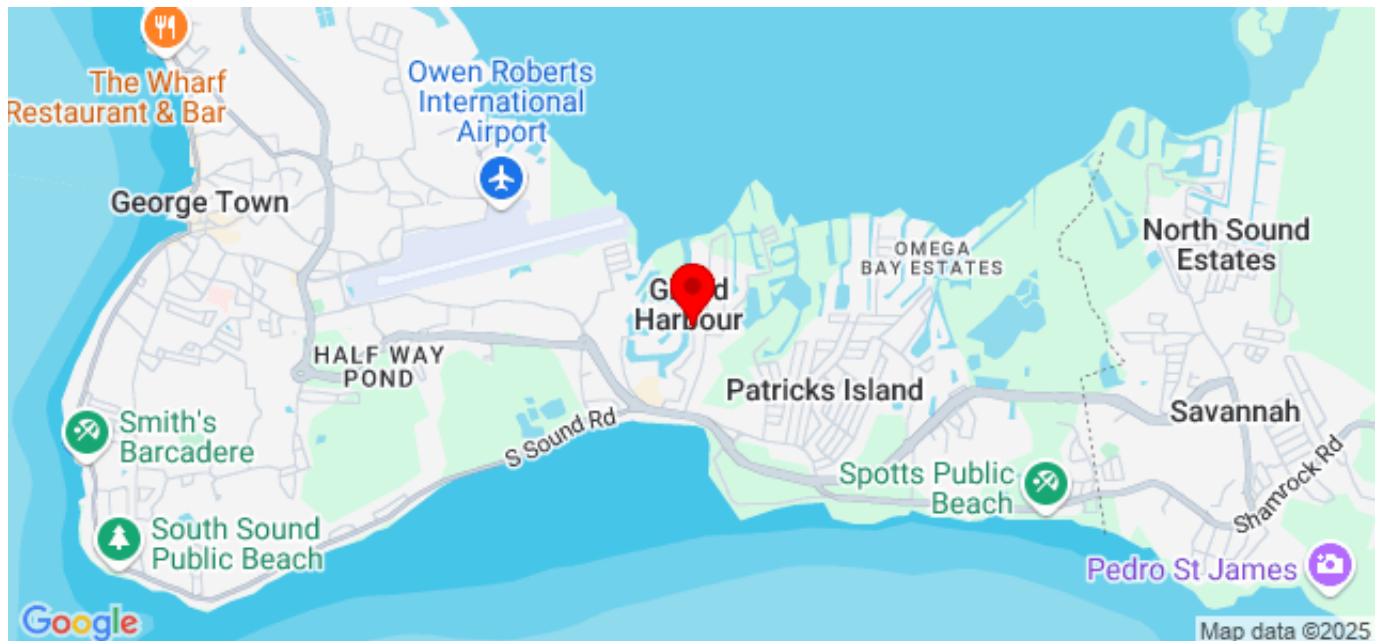 The Wharf
Restaurant & Bar
Owen Roberts
International
Airport
George Town
North Sound
Estates
OMEGA
BAY ESTATES
Harbour
HALF WAY
POND
Patricks Island
Savannah
Smith's
Barcadere
S Sound Rd
Spotts Public
Beach
Shamrock Rd
South Sound
Public Beach
Pedro St James
Google
Map data ©2025